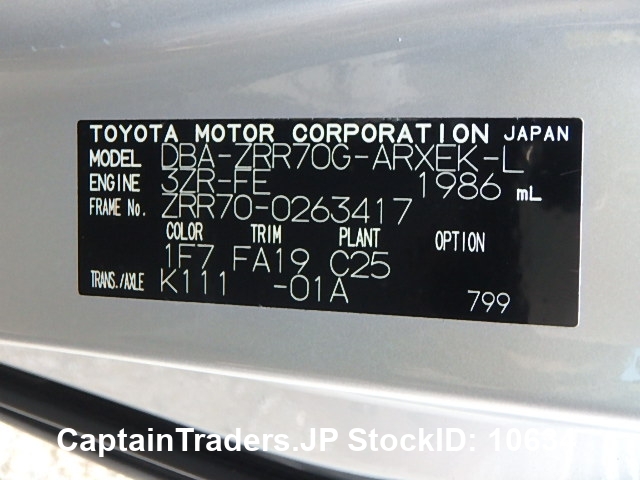 TOYOTA MOTOR CORPORATION JAPAN
MODEL DBA-ZRR70G-ARXEK-L
ENGINE 3ZR-FE 1986 mL
FRAME No. ZRR70-0263417
COLOR TRIM PLANT OPTION
1F7 FA19 C25
TRANS./AXLE K111 -01A
799
CaptainTraders.JP StockID: